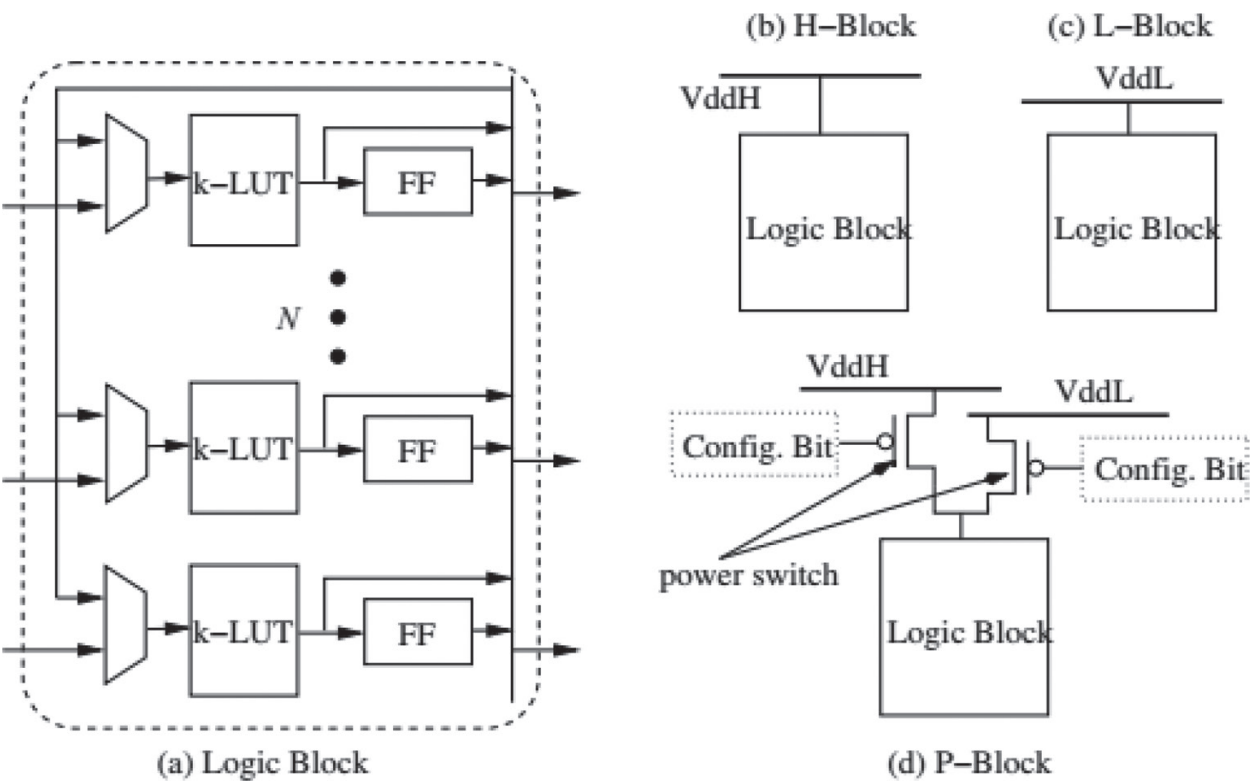 k−LUT
FF
N
k−LUT
FF
k−LUT
FF
(a) Logic Block
(b) H−Block
VddH
Logic Block
(c) L−Block
VddL
Logic Block
VddH
VddL
Config. Bit
Config. Bit
power switch
Logic Block
(d) P−Block